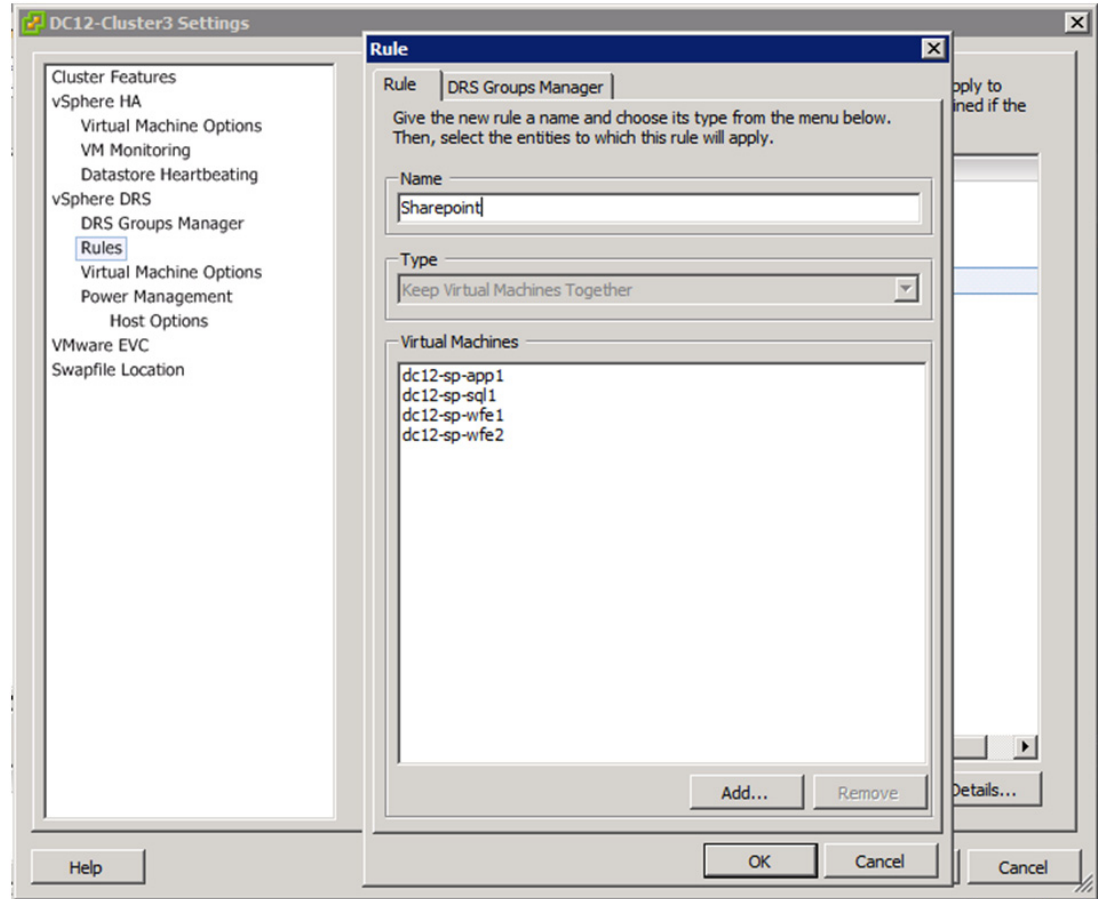 DC12-Cluster3 Settings
Cluster Features
vSphere HA
Virtual Machine Options
VM Monitoring
Datastore Heartbeating
vSphere DRS
DRS Groups Manager
Rules
Virtual Machine Options
Power Management
Host Options
VMware EVC
Swapfile Location
Help
Rule
Rule
DRS Groups Manager
Give the new rule a name and choose its type from the menu below.
Then, select the entities to which this rule will apply.
Name
Sharepoint
Type
Keep Virtual Machines Together
Virtual Machines
dc12-sp-app1
dc12-sp-sql1
dc12-sp-wfe1
dc12-sp-wfe2
Add...
Remove
OK
Cancel
to
if the
Details...
Cancel